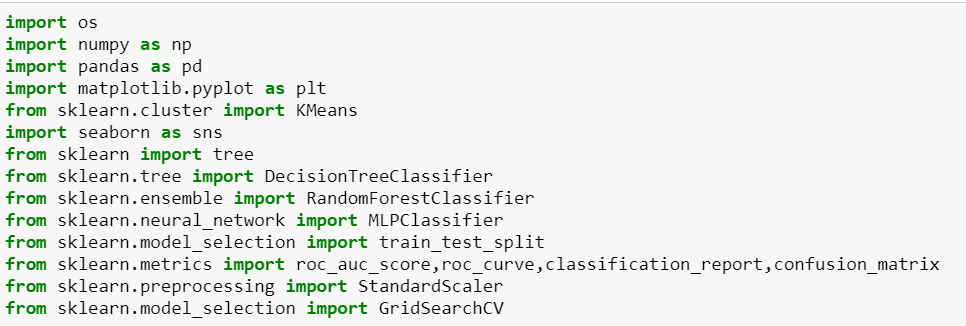 import os
import numpy as np
import pandas as pd
import matplotlib.pyplot as plt
from sklearn.cluster import KMeans
import seaborn as sns
from sklearn import tree
from sklearn.tree import DecisionTreeClassifier
from sklearn.ensemble import RandomForestClassifier
from sklearn.neural_network import MLPClassifier
from sklearn.model_selection import train_test_split
from sklearn.metrics import roc_auc_score,roc_curve,classification_report,confusion_matrix
from sklearn.preprocessing import StandardScaler
from sklearn.model_selection import GridSearchCV